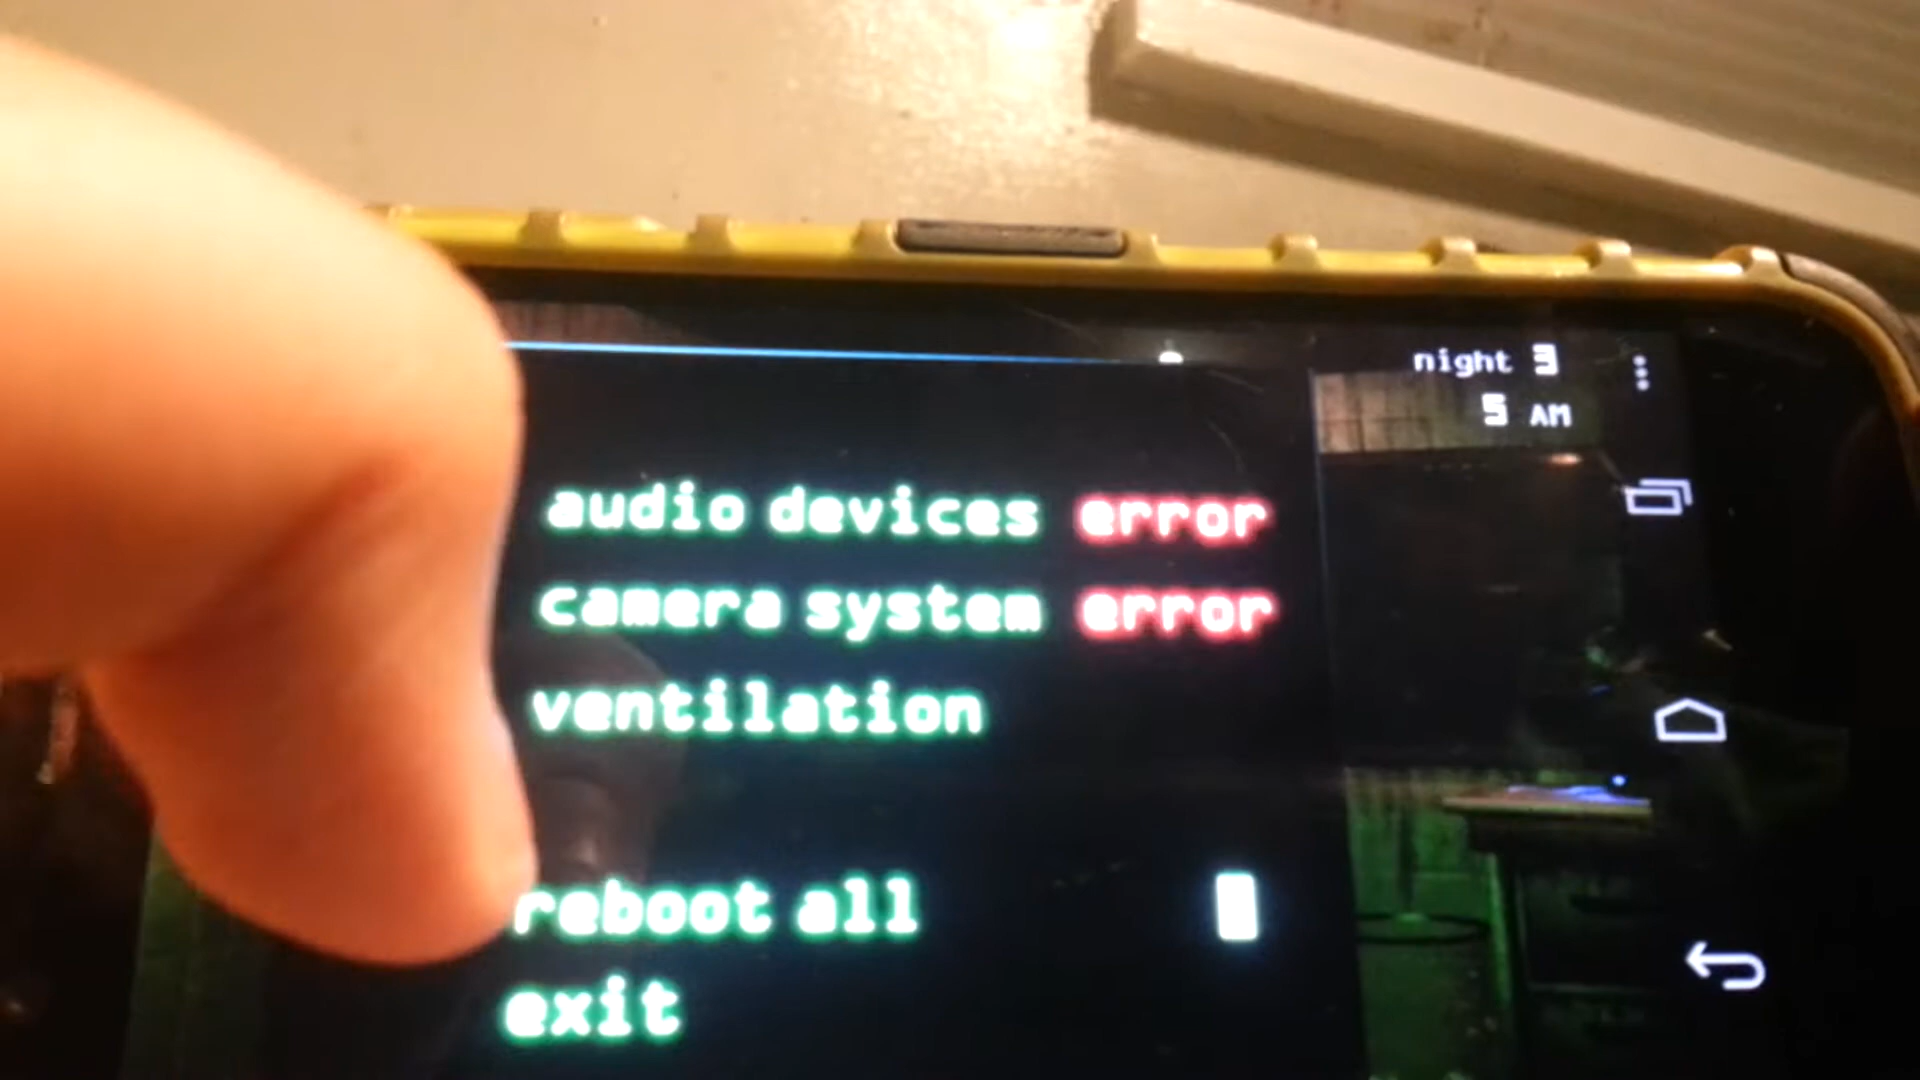 night 3
5 AM
audio devices error
camera system error
ventilation
reboot all
exit